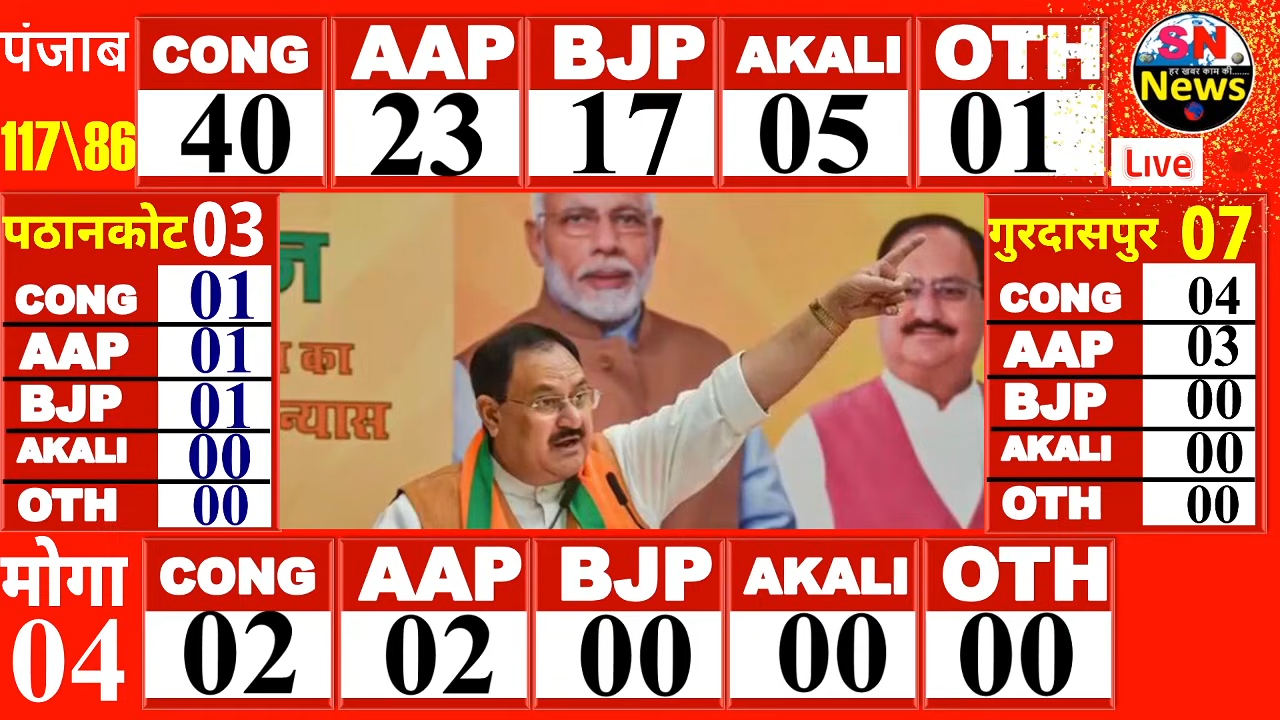 पंजाब
117\86
CONG AAP BJP AKALI OTH
40 23 17 05 01
SN
हर खबर काम की.......
News
Live
पठानकोट 03
CONG 01
AAP 01
BJP 01
AKALI 00
OTH 00
का
न्यास
गुरदासपुर 07
CONG 04
AAP 03
BJP 00
AKALI 00
OTH 00
मोगा
04
CONG AAP BJP AKALI OTH
02 02 00 00 00